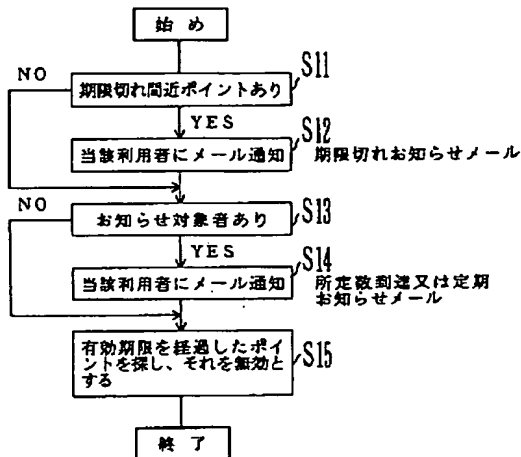 始め
S11
NO
期限切れ間近ポイントあり
YES
S12
当該利用者にメール通知
期限切れお知らせメール
NO
S13
お知らせ対象者あり
YES
S14
当該利用者にメール通知
所定数到達又は定期
お知らせメール
有効期限を経過したポ
イントを探し、それを無効と
する
S15
終了